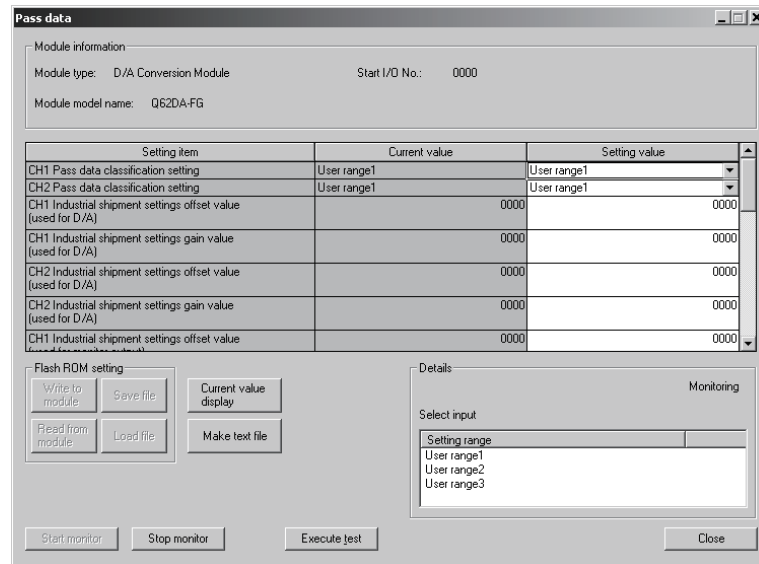 Pass data
Module information
Module type: D/A Conversion Module Start I/O No.: 0000
Module model name: Q62DA-FG
Setting item Current value Setting value
CH1 Pass data classification setting User range1 User range1
CH2 Pass data classification setting User range1 User range1
CH1 Industrial shipment settings offset value 0000 0000
(used for D/A)
CH1 Industrial shipment settings gain value 0000 0000
(used for D/A)
CH2 Industrial shipment settings offset value 0000 0000
(used for D/A)
CH2 Industrial shipment settings gain value 0000 0000
(used for D/A)
CH1 Industrial shipment settings offset value 0000 0000
(used for monitor output)
Flash ROM setting
Write to
module
Save file
Current value
display
Read from
module
Load file
Make text file
Details
Monitoring
Select input
Setting range
User range1
User range2
User range3
Start monitor Stop monitor Execute test Close